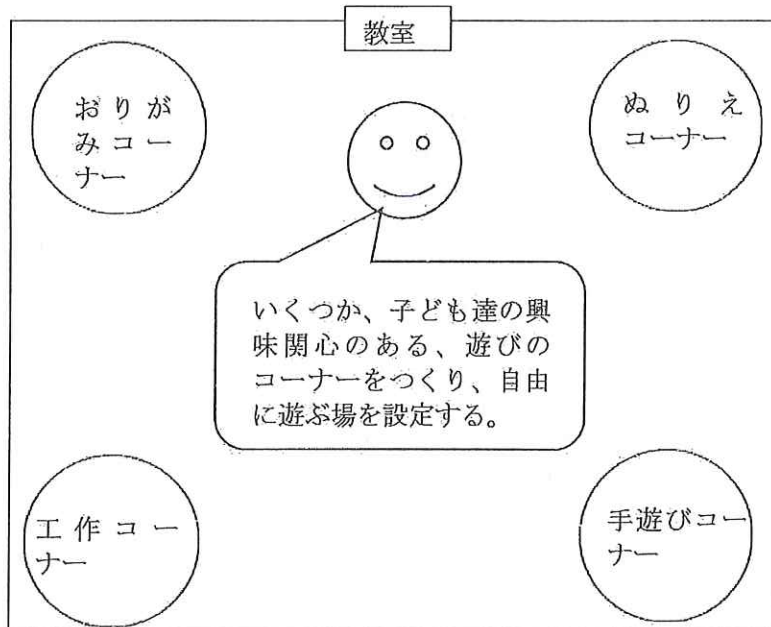 教室
おりが
みコー
ナー
ぬりえ
コーナー
いくつか、子ども達の興
味関心のある、遊びの
コーナーをつくり、自由
に遊ぶ場を設定する。
工作コー
ナー
手遊びコー
ナー